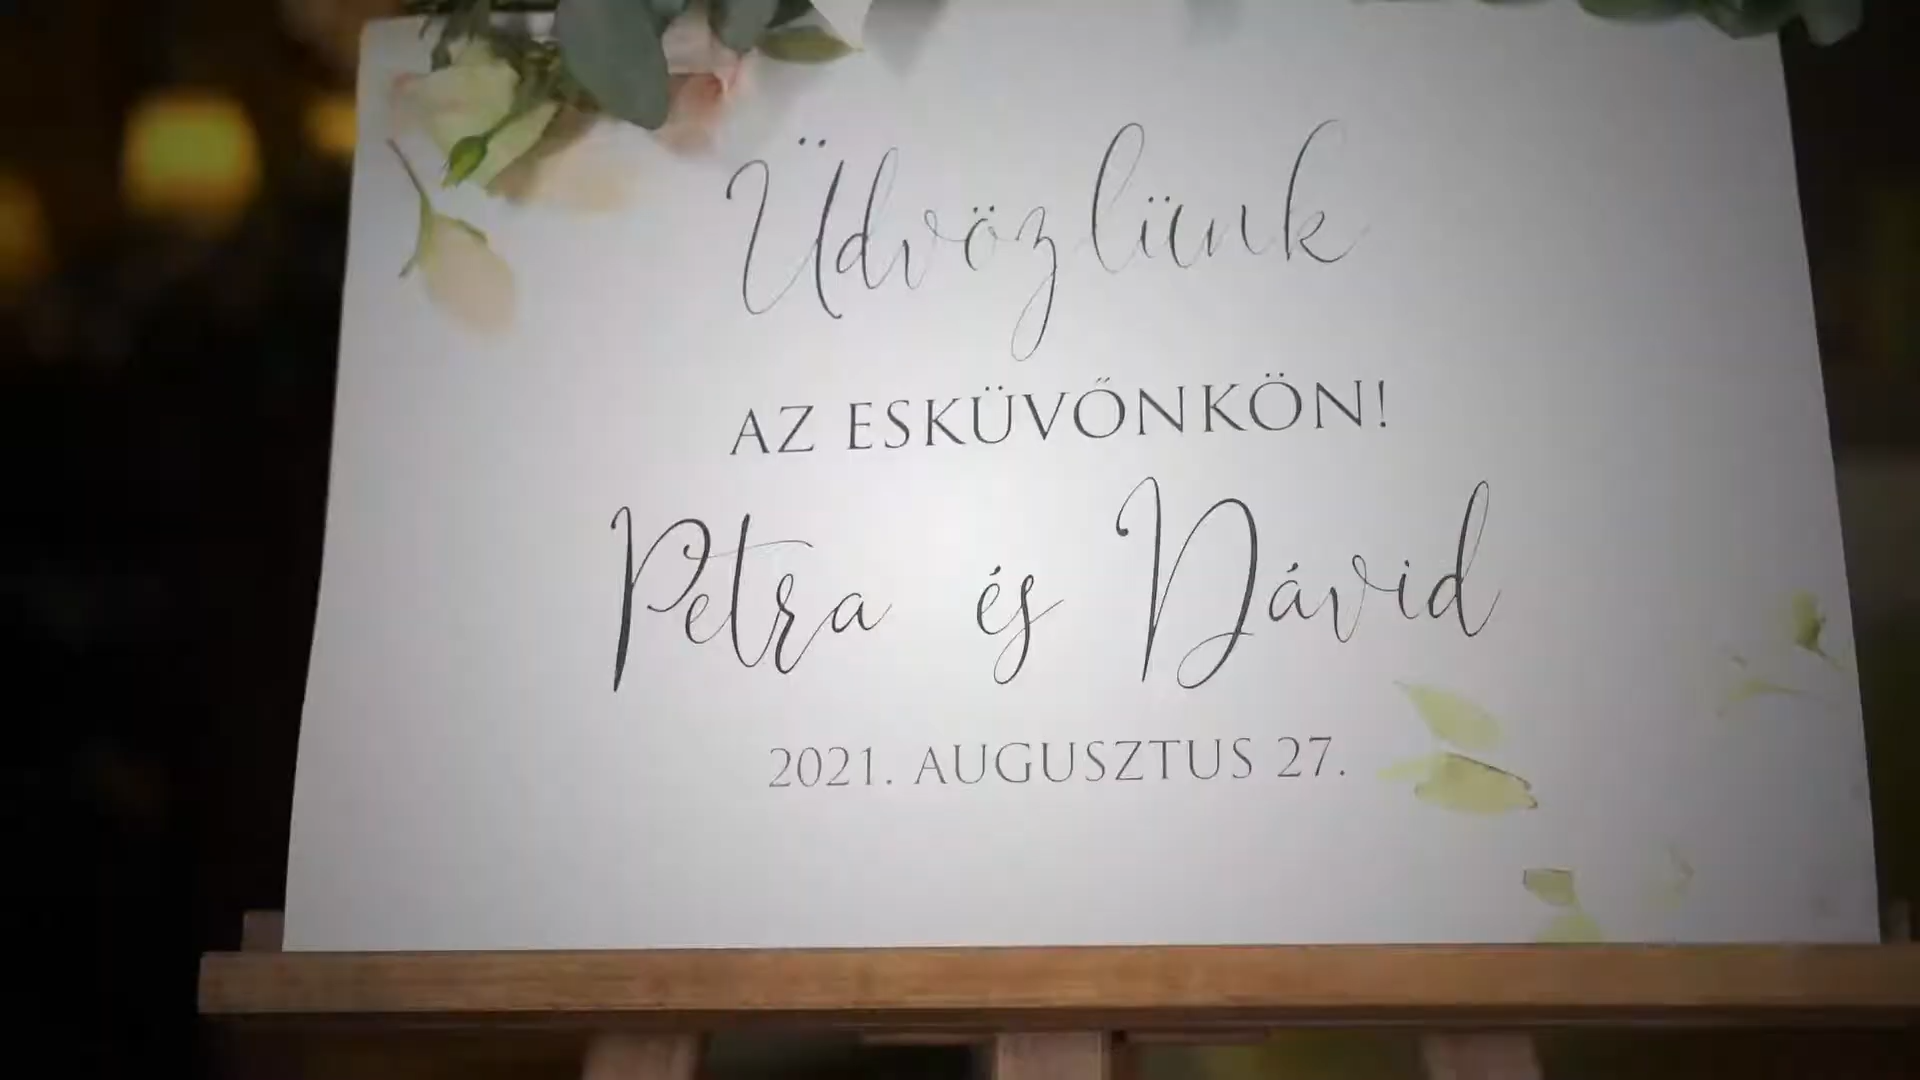 Üdvözlünk
AZ ESKÜVŐNKÖN!
Petra és Dávid
2021. AUGUSZTUS 27.